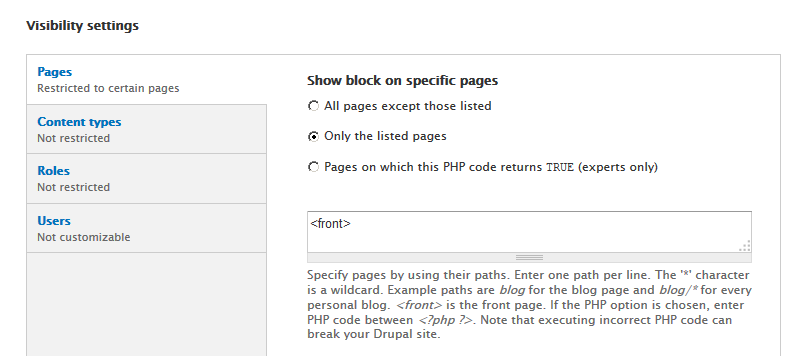 Visibility settings
Pages
Restricted to certain pages
Content types
Not restricted
Roles
Not restricted
Users
Not customizable
Show block on specific pages
All pages except those listed
Only the listed pages
Pages on which this PHP code returns TRUE (experts only)
<front>
Specify pages by using their paths. Enter one path per line. The '*' character
is a wildcard. Example paths are blog for the blog page and blog/* for every
personal blog. <front> is the front page. If the PHP option is chosen, enter
PHP code between <?php ?>. Note that executing incorrect PHP code can
break your Drupal site.